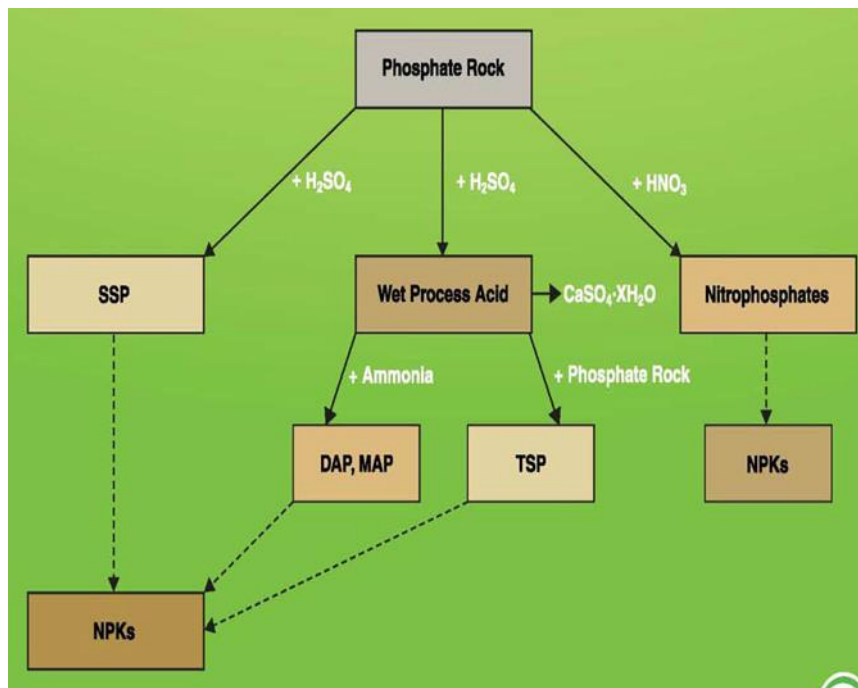 Phosphate Rock
+ H₂SO₄
+ H₂SO₄
+ HNO₃
SSP
Wet Process Acid
CaSO₄·XH₂O
Nitrophosphates
+ Ammonia
+ Phosphate Rock
DAP, MAP
TSP
NPKs
NPKs